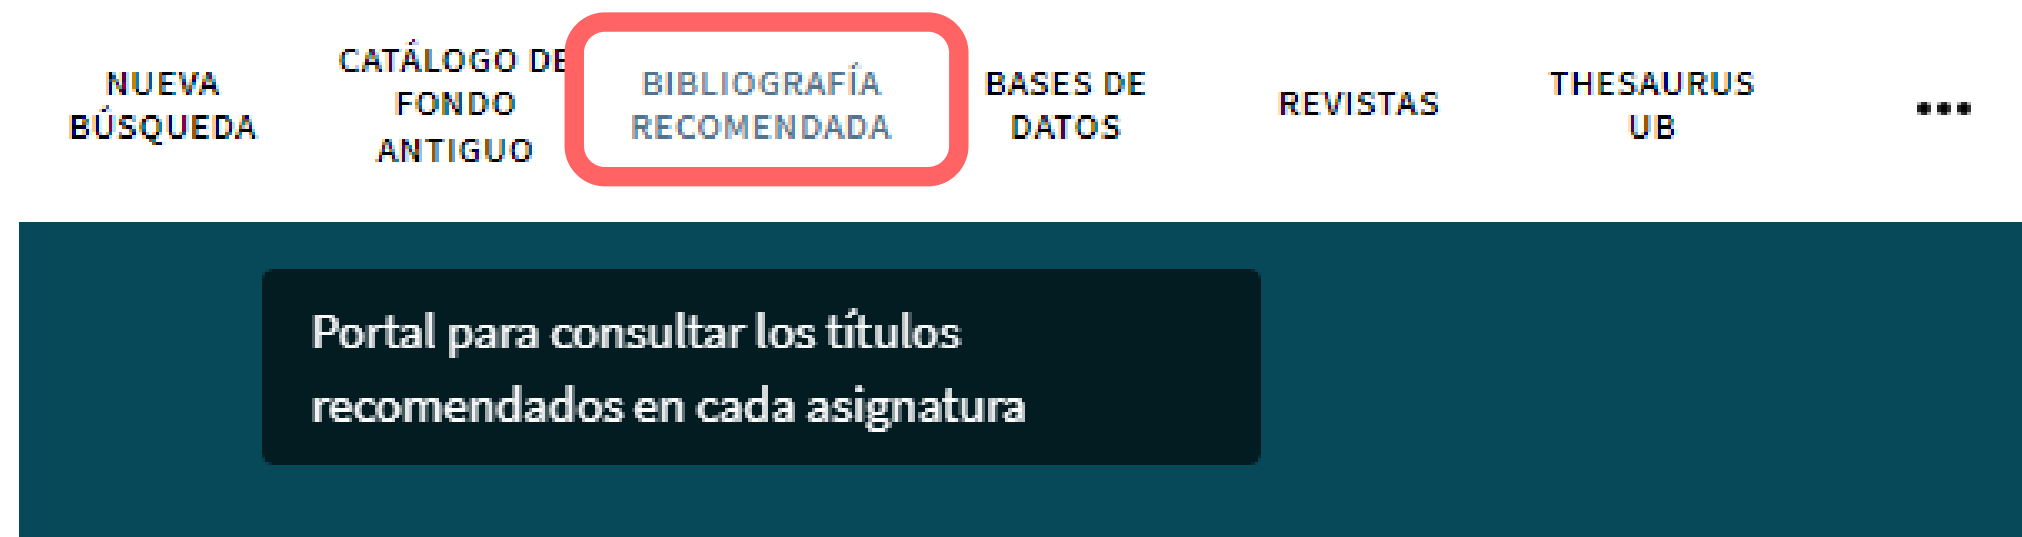 NUEVA
BÚSQUEDA
CATÁLOGO DE
FONDO
ANTIGUO
BIBLIOGRAFÍA
RECOMENDADA
BASES DE
DATOS
REVISTAS
THESAURUS
UB
•••
Portal para consultar los títulos
recomendados en cada asignatura